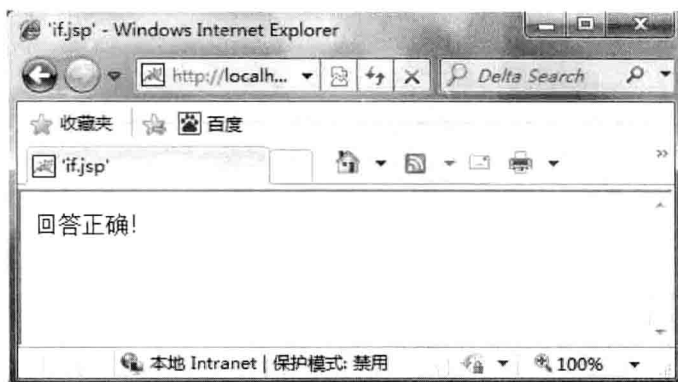 'if.jsp' - Windows Internet Explorer
http://localh... Delta Search
收藏夹 百度
'if.jsp'
回答正确!
本地 Intranet | 保护模式: 禁用 100%